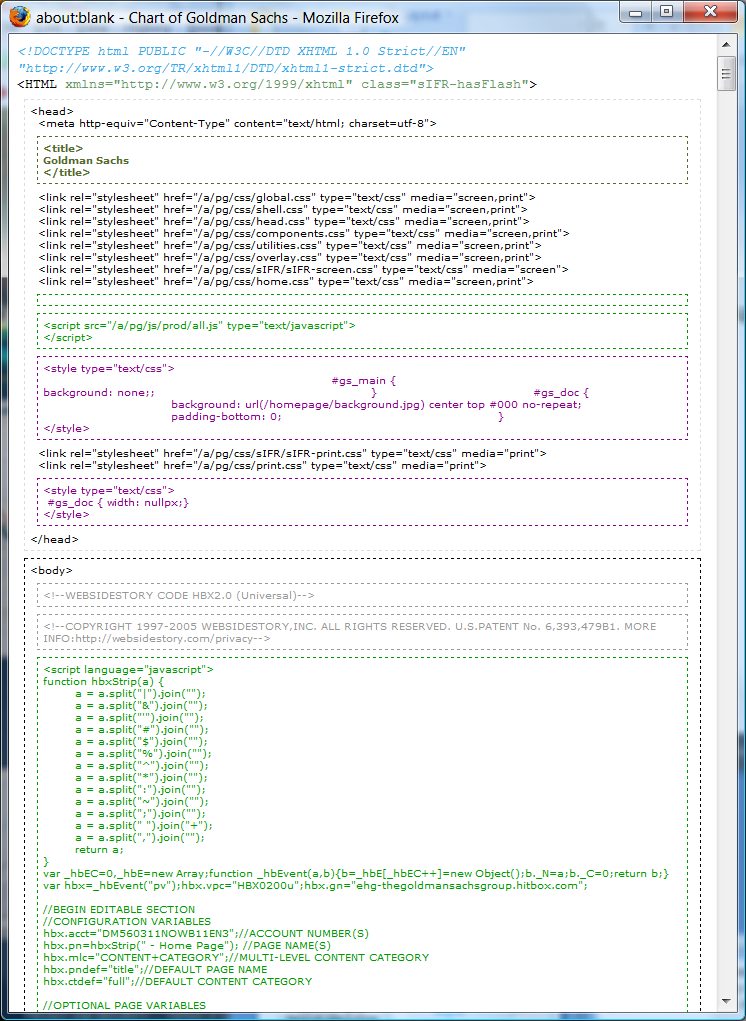 about:blank - Chart of Goldman Sachs - Mozilla Firefox
<!DOCTYPE html PUBLIC "-//W3C//DTD XHTML 1.0 Strict//EN"
"http://www.w3.org/TR/xhtml1/DTD/xhtml1-strict.dtd">
<HTML xmlns="http://www.w3.org/1999/xhtml" class="sIFR-hasFlash">
<head>
<meta http-equiv="Content-Type" content="text/html; charset=utf-8">
<title>
Goldman Sachs
</title>
<link rel="stylesheet" href="/a/pg/css/global.css" type="text/css" media="screen,print">
<link rel="stylesheet" href="/a/pg/css/shell.css" type="text/css" media="screen,print">
<link rel="stylesheet" href="/a/pg/css/head.css" type="text/css" media="screen,print">
<link rel="stylesheet" href="/a/pg/css/components.css" type="text/css" media="screen,print">
<link rel="stylesheet" href="/a/pg/css/utilities.css" type="text/css" media="screen,print">
<link rel="stylesheet" href="/a/pg/css/overlay.css" type="text/css" media="screen,print">
<link rel="stylesheet" href="/a/pg/css/sIFR/sIFR-screen.css" type="text/css" media="screen">
<link rel="stylesheet" href="/a/pg/css/home.css" type="text/css" media="screen,print">
<script src="/a/pg/js/prod/all.js" type="text/javascript">
</script>
<style type="text/css">
#gs_main {
background: none;; } #gs_doc {
background: url(/homepage/background.jpg) center top #000 no-repeat;
padding-bottom: 0; }
</style>
<link rel="stylesheet" href="/a/pg/css/sIFR/sIFR-print.css" type="text/css" media="print">
<link rel="stylesheet" href="/a/pg/css/print.css" type="text/css" media="print">
<style type="text/css">
#gs_doc { width: nullpx;}
</style>
</head>
<body>
<!--WEBSIDESTORY CODE HBX2.0 (Universal)-->
<!--COPYRIGHT 1997-2005 WEBSIDESTORY,INC. ALL RIGHTS RESERVED. U.S.PATENT No. 6,393,479B1. MORE
INFO:http://websidestory.com/privacy-->
<script language="javascript">
function hbxStrip(a) {
a = a.split("|").join("");
a = a.split("&").join("");
a = a.split("'").join("");
a = a.split("#").join("");
a = a.split("$").join("");
a = a.split("%").join("");
a = a.split("^").join("");
a = a.split("*").join("");
a = a.split(":").join("");
a = a.split("~").join("");
a = a.split(";").join("");
a = a.split(" ").join("+");
a = a.split(",").join("");
return a;
}
var _hbEC=0,_hbE=new Array;function _hbEvent(a,b){b=_hbE[_hbEC++]=new Object();b._N=a;b._C=0;return b;}
var hbx=_hbEvent("pv");hbx.vpc="HBX0200u";hbx.gn="ehg-thegoldmansachsgroup.hitbox.com";
//BEGIN EDITABLE SECTION
//CONFIGURATION VARIABLES
hbx.acct="DM560311NOWB11EN3";//ACCOUNT NUMBER(S)
hbx.pn=hbxStrip(" - Home Page"); //PAGE NAME(S)
hbx.mlc="CONTENT+CATEGORY";//MULTI-LEVEL CONTENT CATEGORY
hbx.pndef="title";//DEFAULT PAGE NAME
hbx.ctdef="full";//DEFAULT CONTENT CATEGORY
//OPTIONAL PAGE VARIABLES